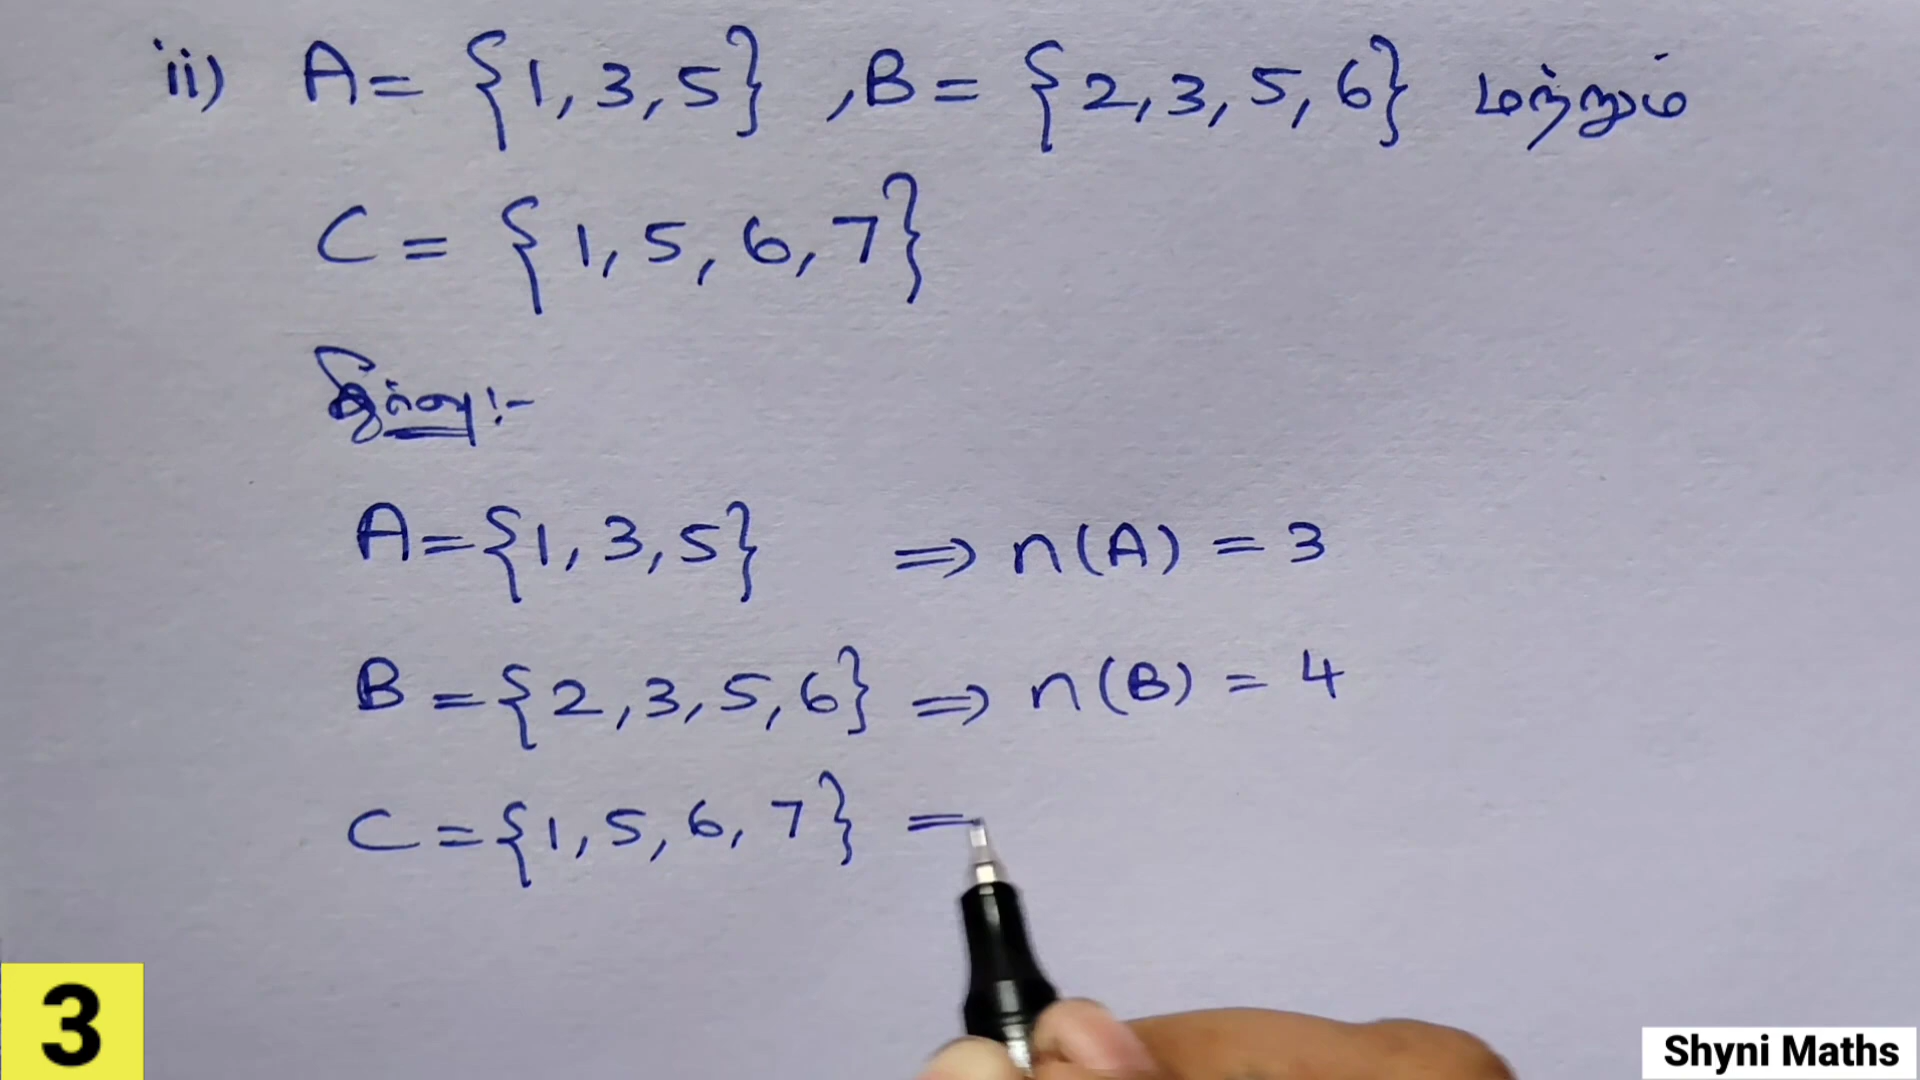 ii) A = {1, 3, 5} , B = {2, 3, 5, 6} மற்றும்
C = {1, 5, 6, 7}
தீர்வு:-
A = {1, 3, 5} ⇒ n(A) = 3
B = {2, 3, 5, 6} ⇒ n(B) = 4
C = {1, 5, 6, 7} =
3
Shyni Maths